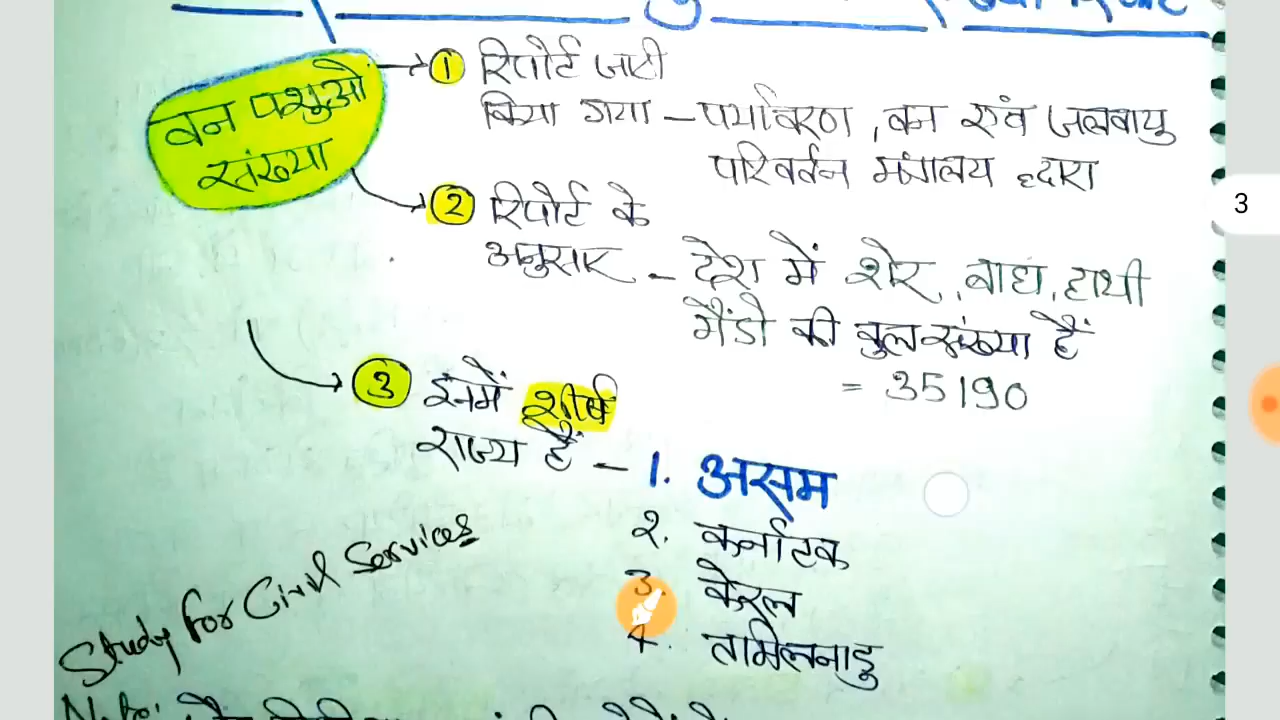 वन पशुओ
संख्या
1 रिपोर्ट जारी
किया गया – पर्यावरण, वन एवं जलवायु
परिवर्तन मंत्रालय द्दारा
2 रिपोर्ट के
अनुसार – देश में शेर, बाघ, हाथी
गैंडो की कुल संख्या हैं
= 35190
3 इनमें शीर्ष
राज्य हैं – 1. असम
2. कर्नाटक
3. केरल
4. तामिलनाडु
Study for Civil Services
Note:
3